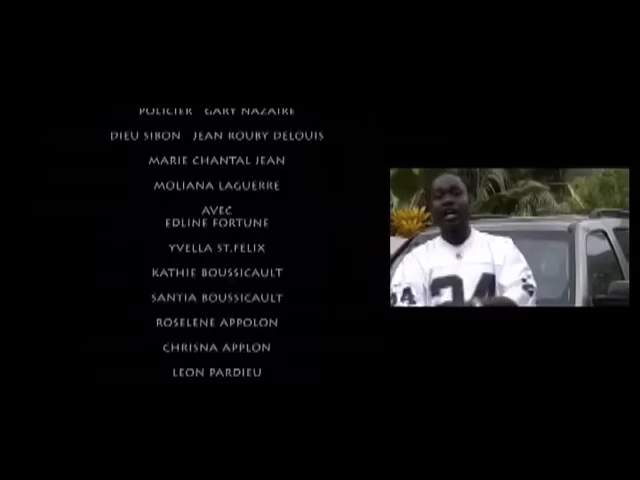 POLICIER GARY NAZAIRE
DIEU SIBON JEAN ROUBY DELOUIS
MARIE CHANTAL JEAN
MOLIANA LAGUERRE
AVEC
EDLINE FORTUNE
YVELLA ST.FELIX
KATHIE BOUSSICAULT
SANTIA BOUSSICAULT
ROSELENE APPOLON
CHRISNA APPLON
LEON PARDIEU
34